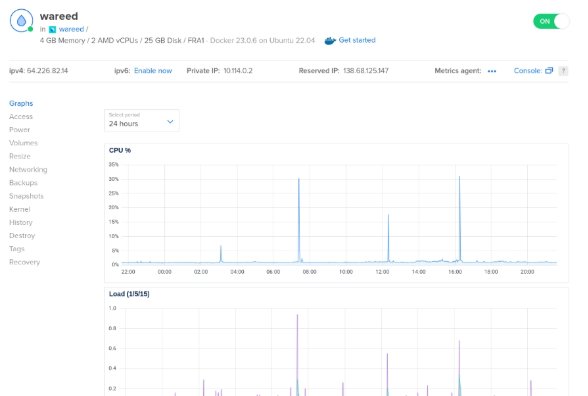 wareed
in wareed /
4 GB Memory / 2 AMD vCPUs / 25 GB Disk / FRA1 - Docker 23.0.6 on Ubuntu 22.04 Get started
ON
ipv4: 64.226.82.14 ipv6: Enable now Private IP: 10.114.0.2 Reserved IP: 138.68.125.147 Metrics agent: ••• Console: ?
Graphs
Access
Power
Volumes
Resize
Networking
Backups
Snapshots
Kernel
History
Destroy
Tags
Recovery
Select period
24 hours
CPU %
35%
30%
25%
20%
15%
10%
5%
0%
22:00 00:00 02:00 04:00 06:00 08:00 10:00 12:00 14:00 16:00 18:00 20:00
Load (1/5/15)
1.0
0.8
0.6
0.4
0.2